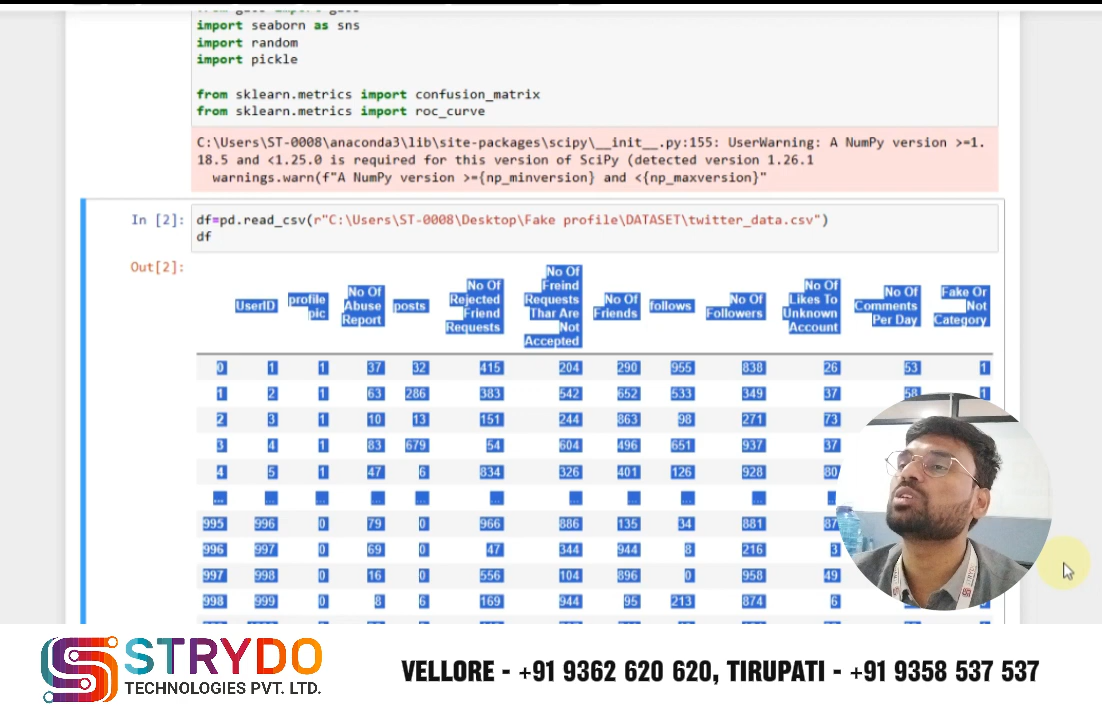 import seaborn as sns
import random
import pickle
from sklearn.metrics import confusion_matrix
from sklearn.metrics import roc_curve
C:\Users\ST-0008\anaconda3\lib\site-packages\scipy\__init__.py:155: UserWarning: A NumPy version >=1.
18.5 and <1.25.0 is required for this version of SciPy (detected version 1.26.1
warnings.warn(f"A NumPy version >={np_minversion} and <{np_maxversion}"
In [2]: df=pd.read_csv(r"C:\Users\ST-0008\Desktop\Fake profile\DATASET\twitter_data.csv")
df
Out[2]:
UserID profile pic No Of Abuse Report posts No Of Rejected Friend Requests No Of Freind Requests Thar Are Not Accepted No Of Friends follows No Of Followers No Of Likes To Unknown Account No Of Comments Per Day Fake Or Not Category
0 1 1 37 32 415 204 290 955 838 26 53 1
1 2 1 63 286 383 542 652 533 349 37 58 1
2 3 1 10 13 151 244 863 98 271 73
3 4 1 83 679 54 604 496 651 937 37
4 5 1 47 6 834 326 401 126 928 80
... ... ... ... ... ... ... ... ... ... ...
995 996 0 79 0 966 886 135 34 881 87
996 997 0 69 0 47 344 944 8 216 3
997 998 0 16 0 556 104 896 0 958 49
998 999 0 8 6 169 944 95 213 874 6
STRYDO
TECHNOLOGIES PVT. LTD.
VELLORE - +91 9362 620 620, TIRUPATI - +91 9358 537 537